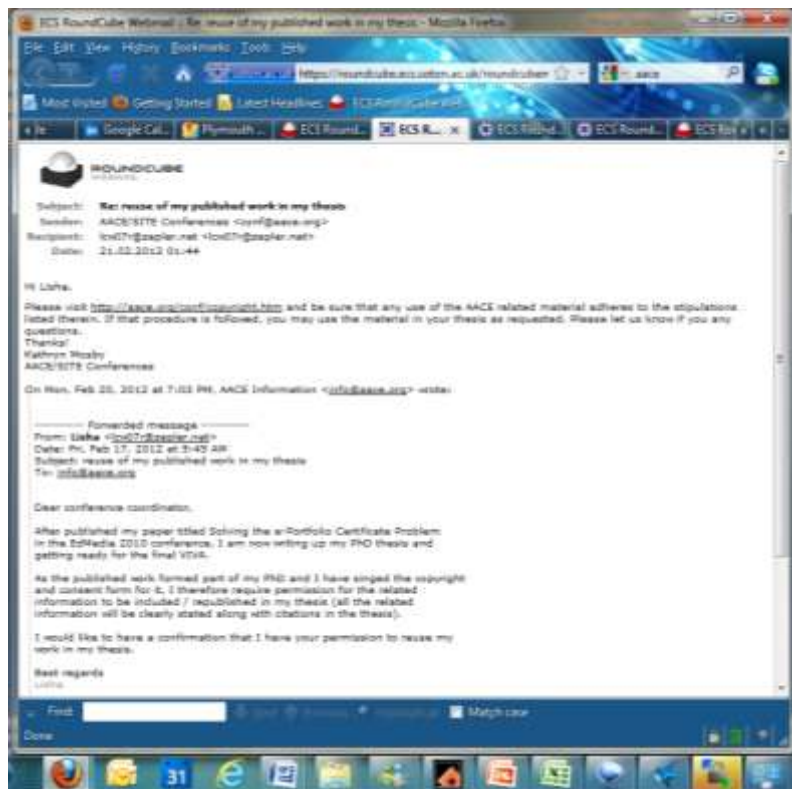 ECS RoundCube Webmail :: Re: reuse of my published work in my thesis - Mozilla Firefox
File Edit View History Bookmarks Tools Help
https://roundcube.ecs.soton.ac.uk/roundcube aace
Most Visited Getting Started Latest Headlines
Google Cal... Plymouth ECS Round... ECS R... ECS Round... ECS Round...
ROUNDCUBE
Subject: Re: reuse of my published work in my thesis
Sender: AACE/SITE Conferences <conf@aace.org>
Recipient: lcw07r@zepler.net <lcw07r@zepler.net>
Date: 21.02.2012 01:44
Hi Lisha,
Please visit http://aace.org/conf/copyright.htm and be sure that any use of the AACE related material adheres to the stipulations
listed therein. If that procedure is followed, you may use the material in your thesis as requested. Please let us know if you any
questions.
Thanks!
Kathryn Mosby
AACE/SITE Conferences
On Mon, Feb 20, 2012 at 7:03 PM, AACE Information <info@aace.org> wrote:
---------- Forwarded message ----------
From: Lisha <lcw07r@zepler.net>
Date: Fri, Feb 17, 2012 at 5:45 AM
Subject: reuse of my published work in my thesis
To: info@aace.org
Dear conference coordinator,
After published my paper titled Solving the e-Portfolio Certificate Problem
in the EdMedia 2010 conference, I am now writing up my PhD thesis and
getting ready for the final VIVA.
As the published work formed part of my PhD and I have singed the copyright
and consent form for it, I therefore require permission for the related
information to be included / republished in my thesis (all the related
information will be clearly stated along with citations in the thesis).
I would like to have a confirmation that I have your permission to reuse my
work in my thesis.
Best regards
Lisha
Find: Match case
Done
31